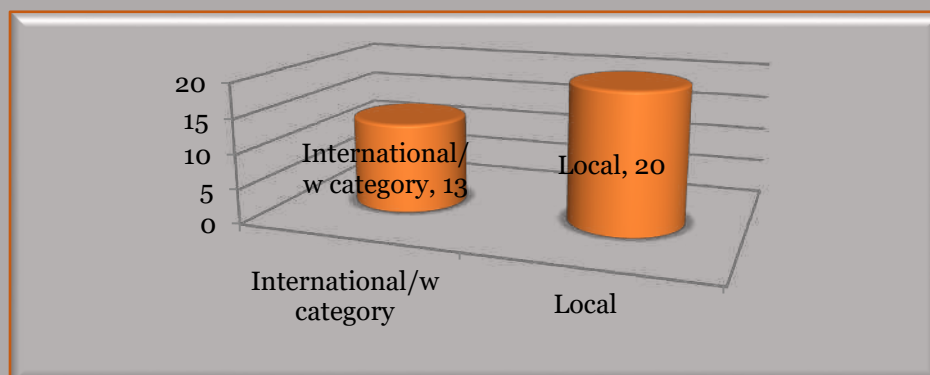 20
15
10
5
0
International/
w category, 13
Local, 20
International/w
category
Local